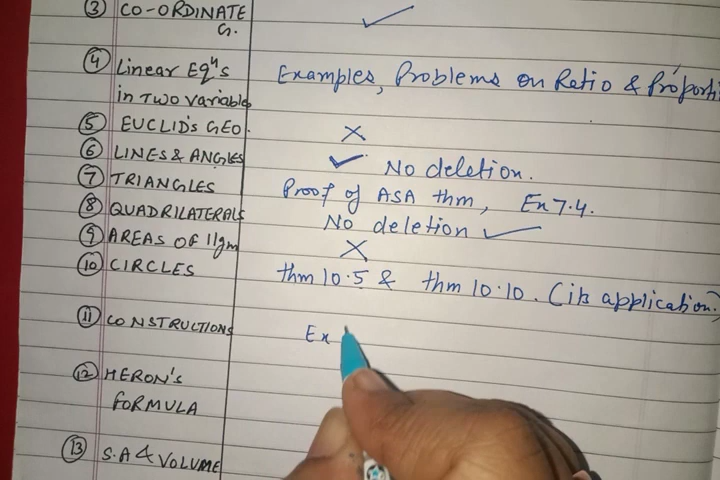 ③ CO-ORDINATE
G.
④ Linear Eqⁿs Examples, Problems on Ratio & Proporti
in Two variable
⑤ EUCLID's GEO. ✗
⑥ LINES & ANGLES ✓ No deletion.
⑦ TRIANGLES Proof of ASA thm, Ex 7.4.
⑧ QUADRILATERALS No deletion ✓
⑨ AREAS OF llgm ✗
⑩ CIRCLES thm 10.5 & thm 10.10. (its application.)
⑪ CONSTRUCTIONS Ex
⑫ HERON'S
FORMULA
⑬ S.A & VOLUME